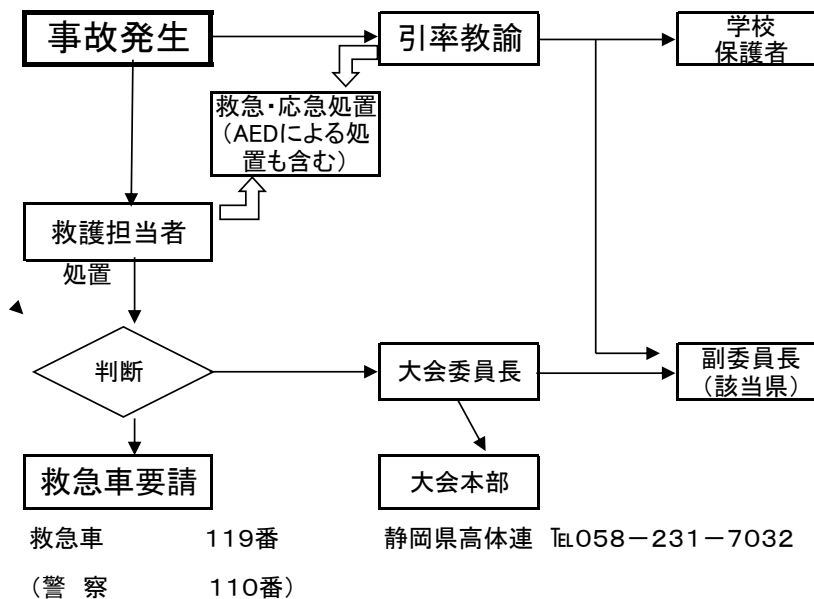 事故発生
引率教諭
学校
保護者
救急・応急処置
（AEDによる処
置も含む）
救護担当者
処置
判断
大会委員長
副委員長
（該当県）
救急車要請
大会本部
救急車 119番
静岡県高体連 ℡058－231－7032
（警 察 110番）